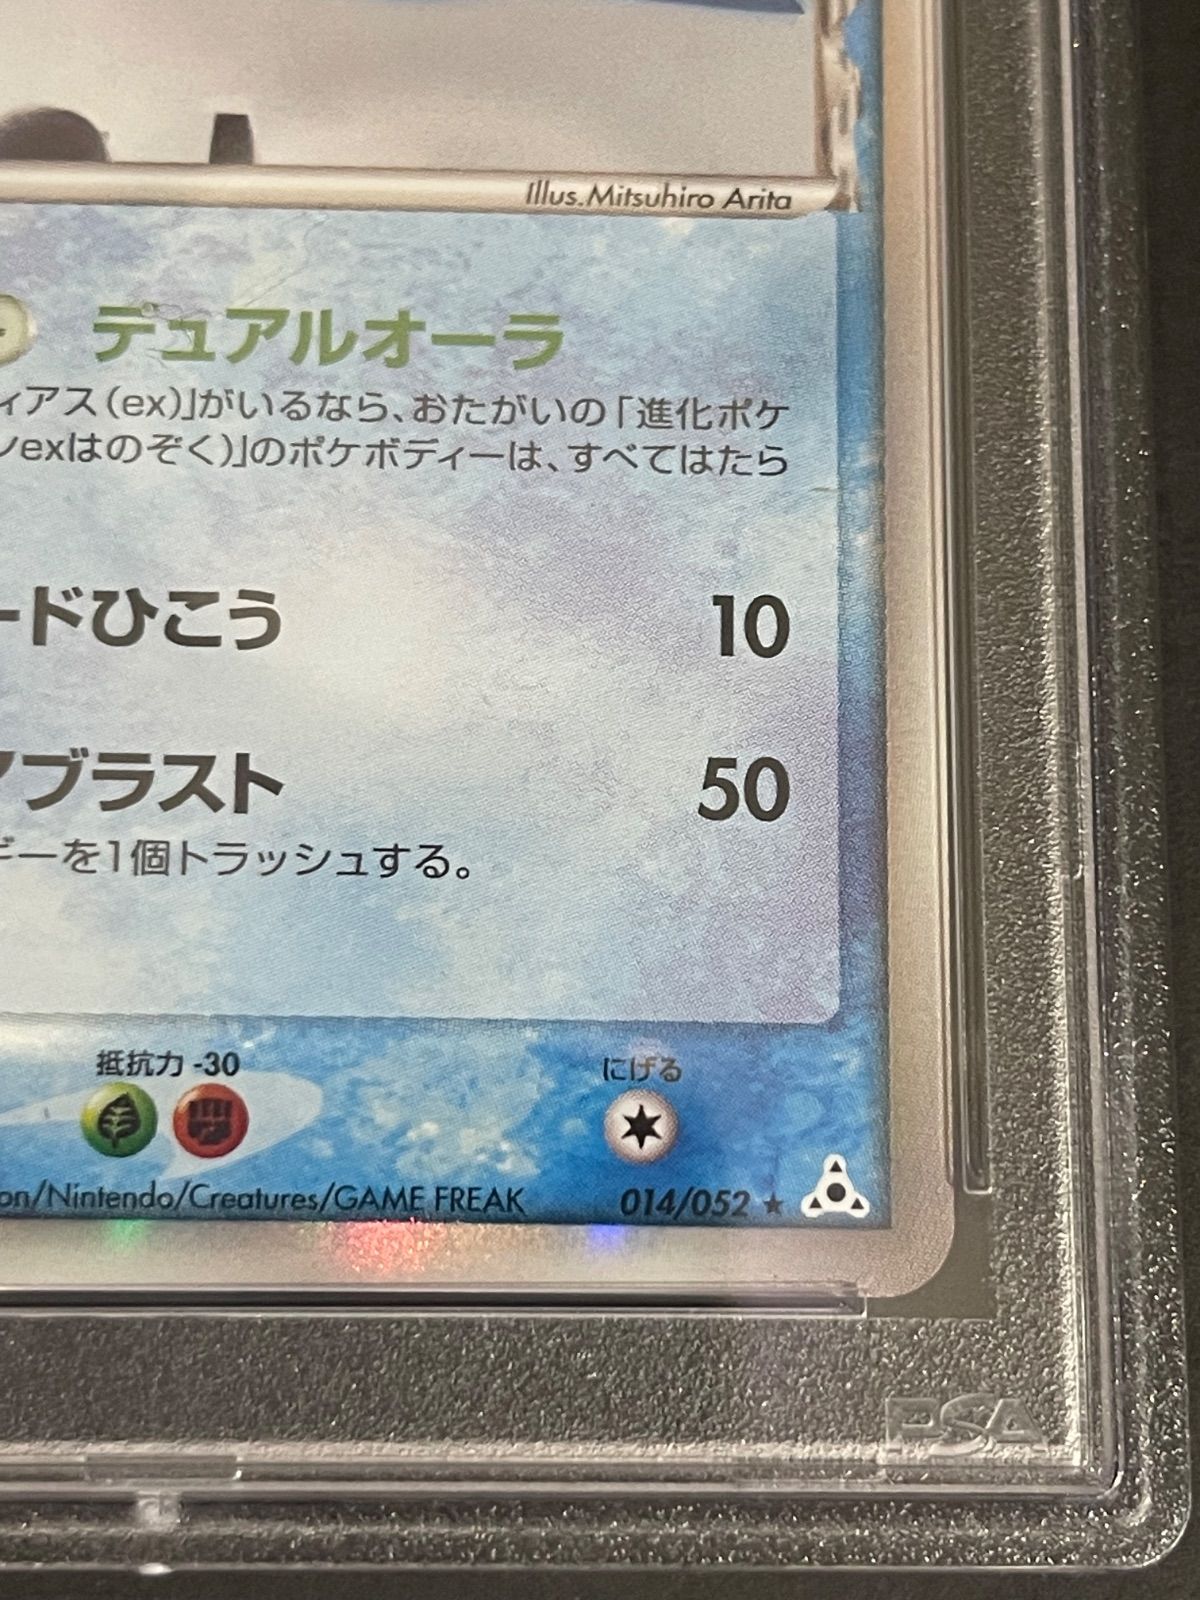 Illus.Mitsuhiro Arita
デュアルオーラ
ィアス(ex)」がいるなら、おたがいの「進化ポケ
exはのぞく)」のポケボディーは、すべてはたら
ードひこう 10
ブラスト 50
ギーを1個トラッシュする。
抵抗力 -30 にげる
on/Nintendo/Creatures/GAME FREAK 014/052 ★
PSA